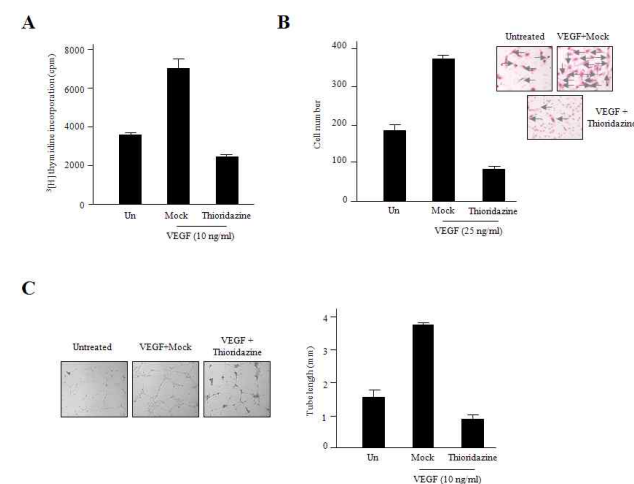 A
8000
6000
4000
2000
0
³[H] thymidine incorporation (cpm)
Un
Mock
Thioridazine
VEGF (10 ng/ml)
B
400
300
200
100
0
Cell number
Un
Mock
Thioridazine
VEGF (25 ng/ml)
Untreated
VEGF+Mock
VEGF +
Thioridazine
C
Untreated
VEGF+Mock
VEGF +
Thioridazine
4
3
2
1
0
Tube length (mm)
Un
Mock
Thioridazine
VEGF (10 ng/ml)